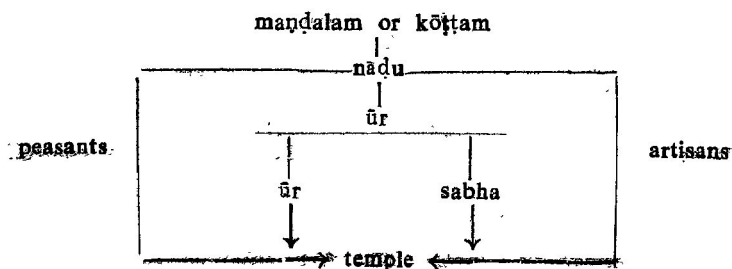 maṇḍalam or kōṭṭam
nāḍu
ūr
peasants
artisans
ūr
sabha
temple